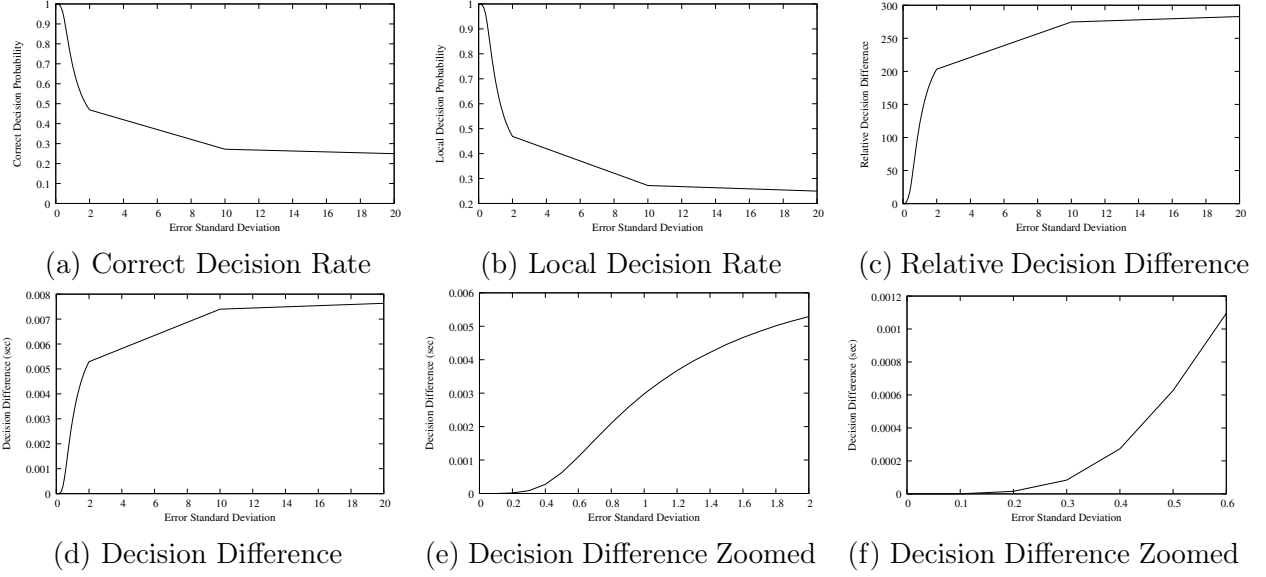 1
0.9
0.8
0.7
0.6
0.5
0.4
0.3
0.2
0.1
0
Correct Decision Probability
0 2 4 6 8 10 12 14 16 18 20
Error Standard Deviation
(a) Correct Decision Rate
1
0.9
0.8
0.7
0.6
0.5
0.4
0.3
0.2
Local Decision Probability
0 2 4 6 8 10 12 14 16 18 20
Error Standard Deviation
(b) Local Decision Rate
300
250
200
150
100
50
0
Relative Decision Difference
0 2 4 6 8 10 12 14 16 18 20
Error Standard Deviation
(c) Relative Decision Difference
0.008
0.007
0.006
0.005
0.004
0.003
0.002
0.001
0
Decision Difference (sec)
0 2 4 6 8 10 12 14 16 18 20
Error Standard Deviation
(d) Decision Difference
0.006
0.005
0.004
0.003
0.002
0.001
0
Decision Difference (sec)
0 0.2 0.4 0.6 0.8 1 1.2 1.4 1.6 1.8 2
Error Standard Deviation
(e) Decision Difference Zoomed
0.0012
0.001
0.0008
0.0006
0.0004
0.0002
0
Decision Difference (sec)
0 0.1 0.2 0.3 0.4 0.5 0.6
Error Standard Deviation
(f) Decision Difference Zoomed